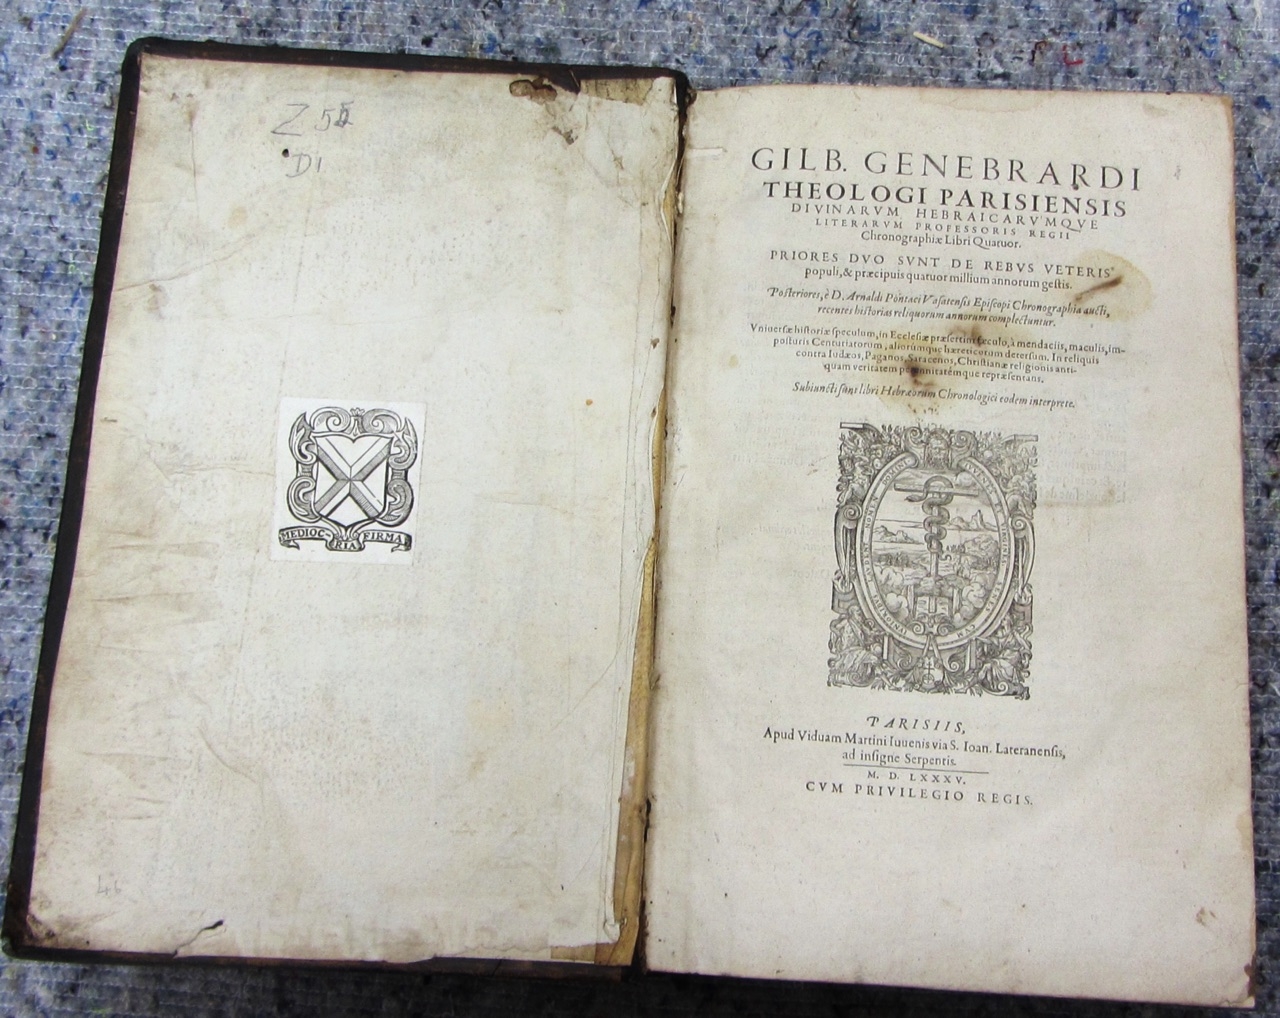 Z 55
D1
MEDIOC-
RIA FIRMA
46
GILB. GENEBRARDI
THEOLOGI PARISIENSIS
DIVINARVM HEBRAICARVMQVE
LITERARVM PROFESSORIS REGII
Chronographiæ Libri Quatuor.
PRIORES DVO SVNT DE REBVS VETERIS
populi, & præcipuis quatuor millium annorum geſtis.
Poſteriores, è D. Arnaldi Pontaci Vaſatenſis Epiſcopi Chronographia aucti,
recentes hiſtorias reliquorum annorum complectuntur.
Vniuerſæ hiſtoriæ ſpeculum, in Eccleſiæ præſertim ſæculo, à mendaciis, maculis, im-
poſturis Centuriatorum, aliorúmque hæreticorum deterſum. In reliquis
contra Iudæos, Paganos, Saracenos, Chriſtianæ religionis anti-
quam veritatem perennitatémque repræſentans.
Subiuncti ſunt libri Hebræorum Chronologici eodem interprete.
PARISIIS,
Apud Viduam Martini Iuuenis via S. Ioan. Lateranenſis,
ad inſigne Serpentis.
M. D. LXXXV.
CVM PRIVILEGIO REGIS.